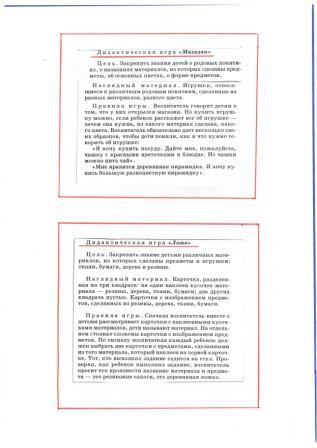 Дидактическая игра «Магазин»
Цель. Закрепить знания детей о родовых понятиях,
о названиях материалов, из которых сделаны предметы,
об основных цветах, о форме предметов.
Наглядный материал. Игрушки, относящиеся
к различным родовым понятиям, сделанные из
разных материалов, разного цвета.
Правила игры. Воспитатель говорит детям о
том, что у них открылся магазин. Но купить игрушку
можно, если ребенок расскажет все об игрушке —
зачем она нужна, из какого материала сделана, какого
цвета. Воспитатель обязательно дает несколько своих
образцов, чтобы дети поняли, как и что нужно говорить
об игрушке:
«Я хочу купить посуду. Дайте мне, пожалуйста,
чашку с красными цветочками и блюдце. Из чашки
можно пить чай».
«Мне нравится деревянная пирамидка. Я хочу купить
большую разноцветную пирамидку».
Дидактическая игра «Лото»
Цель. Закрепить знание детьми различных материалов,
из которых сделаны предметы и игрушки:
ткани, бумаги, дерева и резины.
Наглядный материал. Карточка, разделенная
на три квадрата: на один наклеен кусочек материала
— резины, дерева, ткани, бумаги; два других
квадрата пустые. Карточки с изображением предметов,
сделанных из резины, дерева, ткани, бумаги.
Правила игры. Сначала воспитатель вместе с
детьми рассматривает карточки с наклеенными кусочками
материалов, дети называют материал. На отдельном
столике сложены карточки с изображением предметов.
По сигналу воспитателя каждый ребенок должен
выбрать две карточки с предметами, сделанными
из того материала, который наклеен на первой карточке.
Тот, кто выполнил задание садится на стул. Проверяя,
как ребенок выполнил задание, воспитатель
просит его произнести название материала и предмета
— это резиновые сапоги, это деревянная ложка.